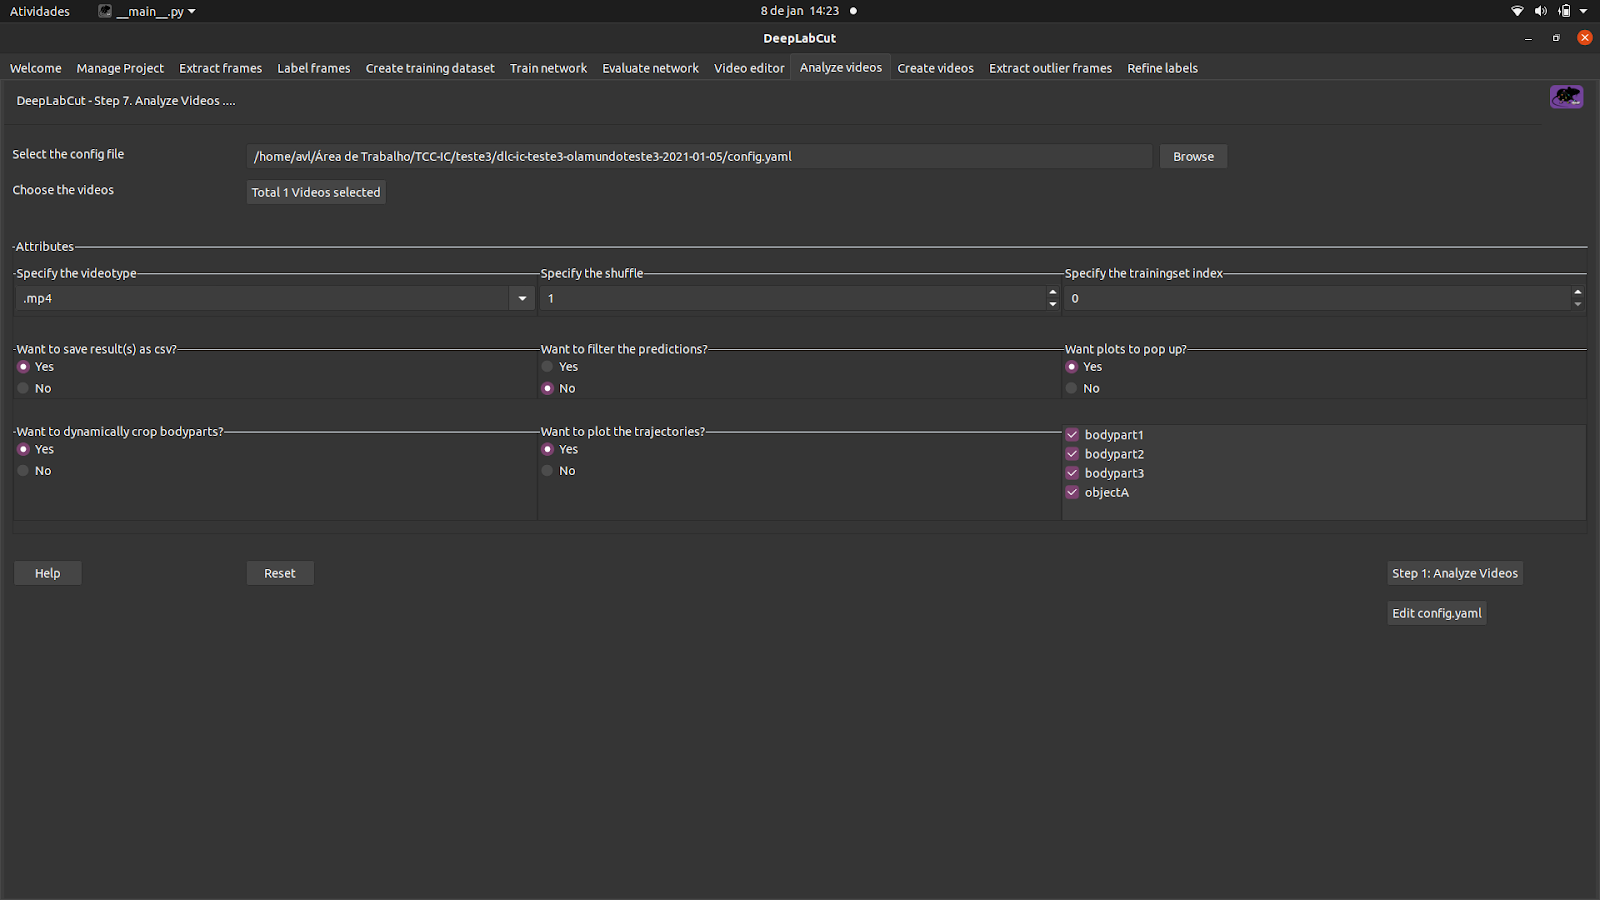 Atividades __main__.py 8 de jan 14:23
DeepLabCut
Welcome Manage Project Extract frames Label frames Create training dataset Train network Evaluate network Video editor Analyze videos Create videos Extract outlier frames Refine labels
DeepLabCut - Step 7. Analyze Videos ....
Select the config file /home/avl/Área de Trabalho/TCC-IC/teste3/dlc-ic-teste3-olamundoteste3-2021-01-05/config.yaml Browse
Choose the videos Total 1 Videos selected
Attributes
Specify the videotype Specify the shuffle Specify the trainingset index
.mp4 1 0
Want to save result(s) as csv? Want to filter the predictions? Want plots to pop up?
Yes Yes Yes
No No No
Want to dynamically crop bodyparts? Want to plot the trajectories? bodypart1
Yes Yes bodypart2
No No bodypart3
objectA
Help Reset Step 1: Analyze Videos
Edit config.yaml